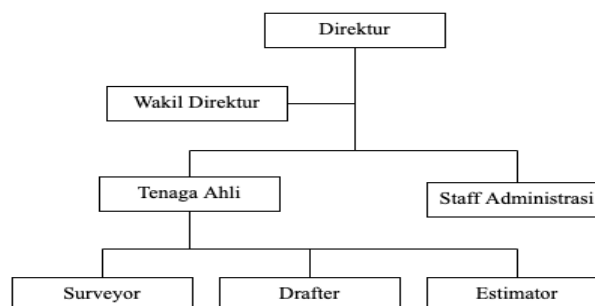 Direktur
Wakil Direktur
Tenaga Ahli
Staff Administrasi
Surveyor
Drafter
Estimator